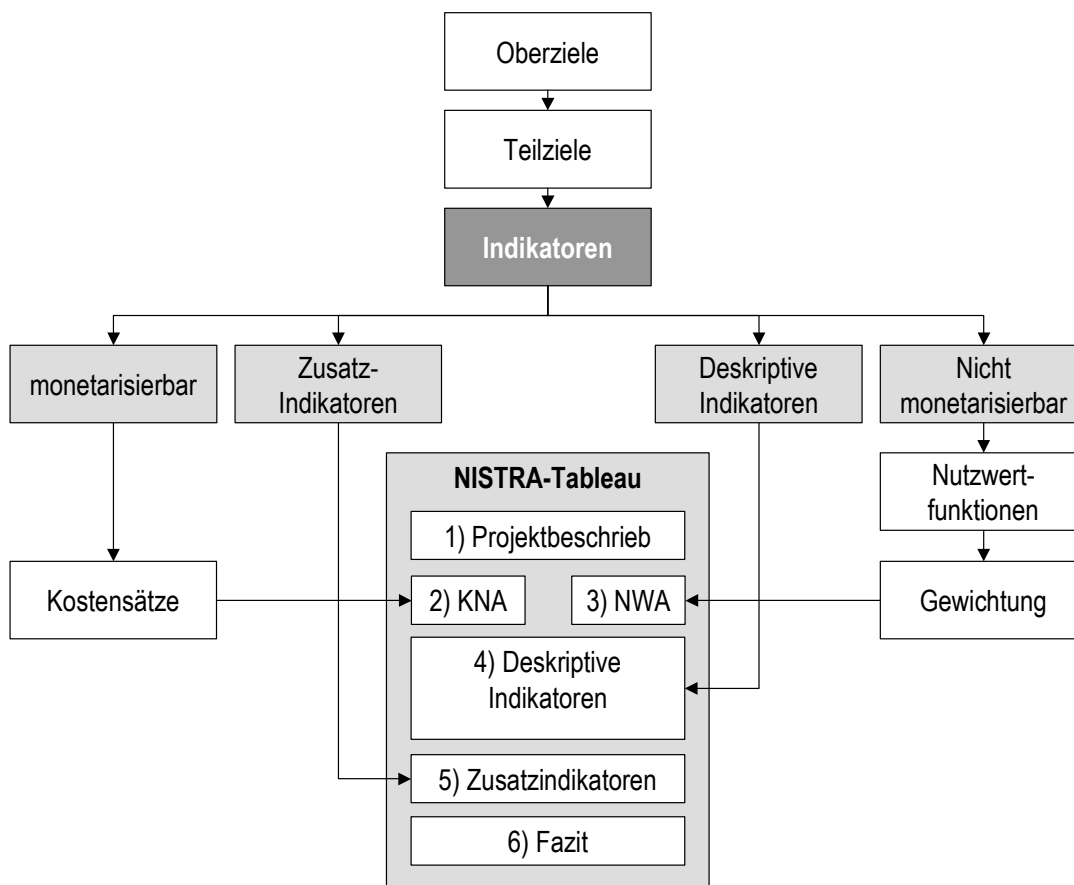 Oberziele
Teilziele
Indikatoren
monetarisierbar
Zusatz-
Indikatoren
Deskriptive
Indikatoren
Nicht
monetarisierbar
NISTRA-Tableau
Nutzwert-
funktionen
1) Projektbeschrieb
Kostensätze
2) KNA
3) NWA
Gewichtung
4) Deskriptive
Indikatoren
5) Zusatzindikatoren
6) Fazit